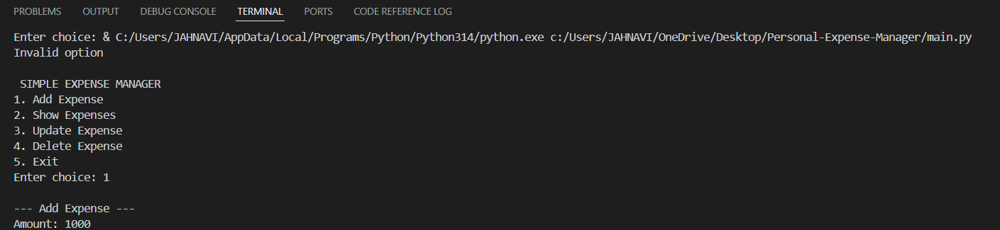 PROBLEMS OUTPUT DEBUG CONSOLE TERMINAL PORTS CODE REFERENCE LOG
Enter choice: & C:/Users/JAHNAVI/AppData/Local/Programs/Python/Python314/python.exe c:/Users/JAHNAVI/OneDrive/Desktop/Personal-Expense-Manager/main.py
Invalid option
SIMPLE EXPENSE MANAGER
1. Add Expense
2. Show Expenses
3. Update Expense
4. Delete Expense
5. Exit
Enter choice: 1
--- Add Expense ---
Amount: 1000